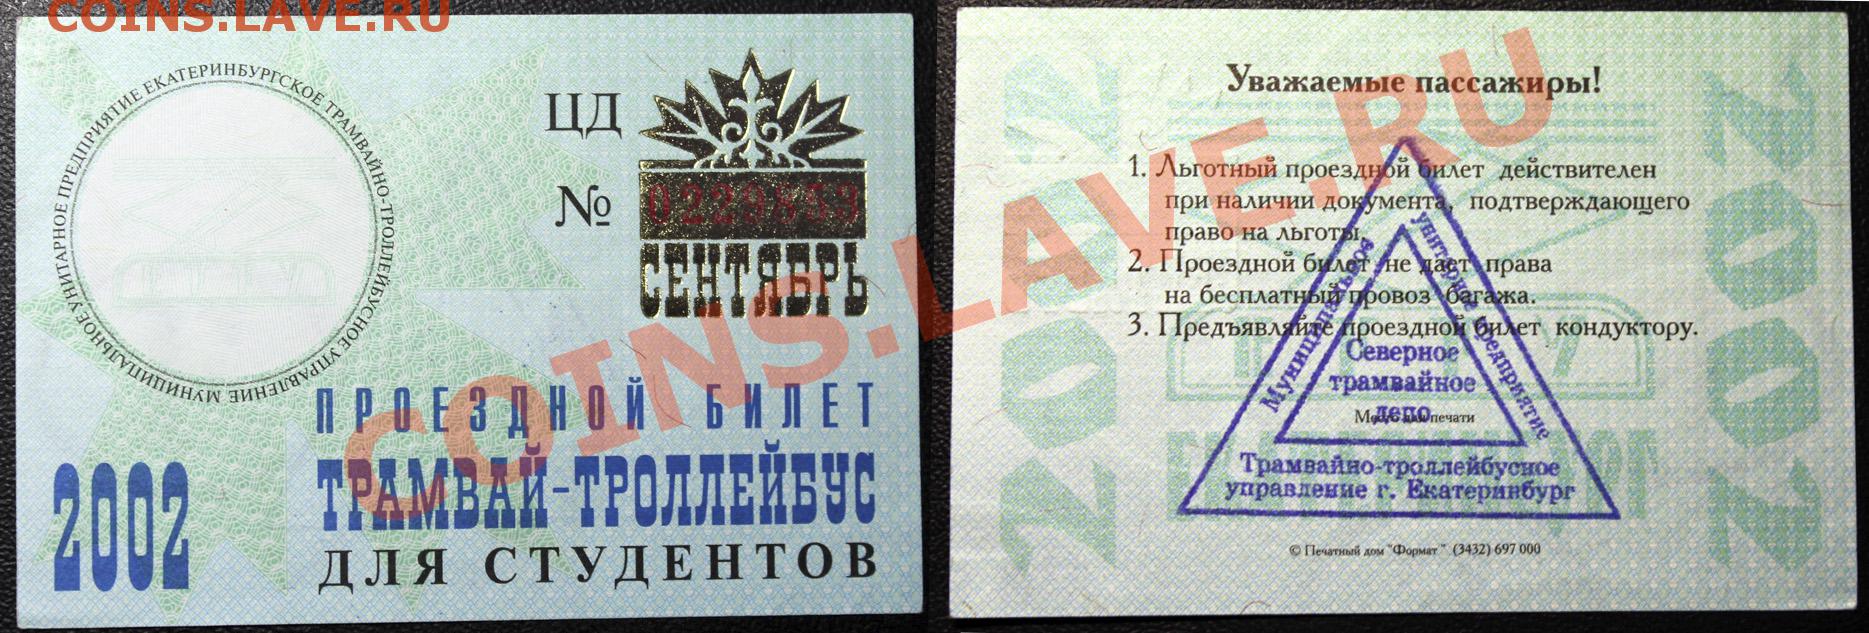 COINS.LAVE.RU
МУНИЦИПАЛЬНОЕ УНИТАРНОЕ ПРЕДПРИЯТИЕ ЕКАТЕРИНБУРГСКОЕ ТРАМВАЙНО-ТРОЛЛЕЙБУСНОЕ УПРАВЛЕНИЕ
ЦД
№ 0229853
СЕНТЯБРЬ
ПРОЕЗДНОЙ БИЛЕТ
ТРАМВАЙ-ТРОЛЛЕЙБУС
2002
ДЛЯ СТУДЕНТОВ
COINS.LAVE.RU
Уважаемые пассажиры!
1. Льготный проездной билет действителен
при наличии документа, подтверждающего
право на льготы.
2. Проездной билет не дает права
на бесплатный провоз багажа.
3. Предъявляйте проездной билет кондуктору.
Муниципальное
унитарное предприятие
Северное
трамвайное
депо
Место для печати
Трамвайно-троллейбусное
управление г. Екатеринбург
© Печатный дом "Формат" (3432) 697 000
2002
2002